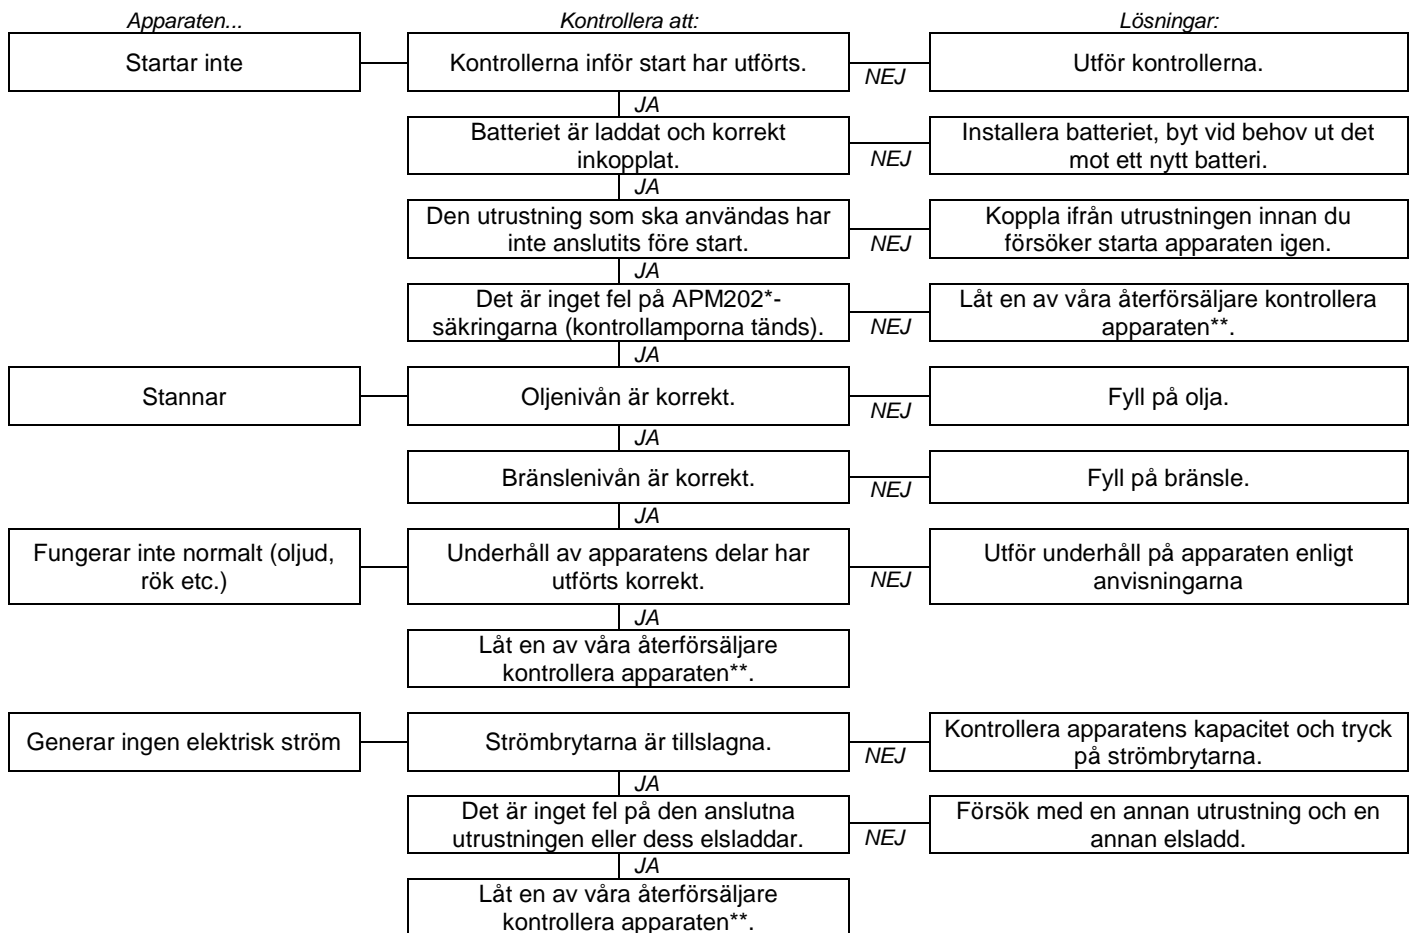 Apparaten...
Kontrollera att:
Lösningar:
Startar inte
Kontrollerna inför start har utförts.
NEJ
Utför kontrollerna.
JA
Batteriet är laddat och korrekt
inkopplat.
NEJ
Installera batteriet, byt vid behov ut det
mot ett nytt batteri.
JA
Den utrustning som ska användas har
inte anslutits före start.
NEJ
Koppla ifrån utrustningen innan du
försöker starta apparaten igen.
JA
Det är inget fel på APM202*-
säkringarna (kontrollamporna tänds).
NEJ
Låt en av våra återförsäljare kontrollera
apparaten**.
JA
Stannar
Oljenivån är korrekt.
NEJ
Fyll på olja.
JA
Bränslenivån är korrekt.
NEJ
Fyll på bränsle.
JA
Fungerar inte normalt (oljud,
rök etc.)
Underhåll av apparatens delar har
utförts korrekt.
NEJ
Utför underhåll på apparaten enligt
anvisningarna
JA
Låt en av våra återförsäljare
kontrollera apparaten**.
Generar ingen elektrisk ström
Strömbrytarna är tillslagna.
NEJ
Kontrollera apparatens kapacitet och tryck
på strömbrytarna.
JA
Det är inget fel på den anslutna
utrustningen eller dess elsladdar.
NEJ
Försök med en annan utrustning och en
annan elsladd.
JA
Låt en av våra återförsäljare
kontrollera apparaten**.